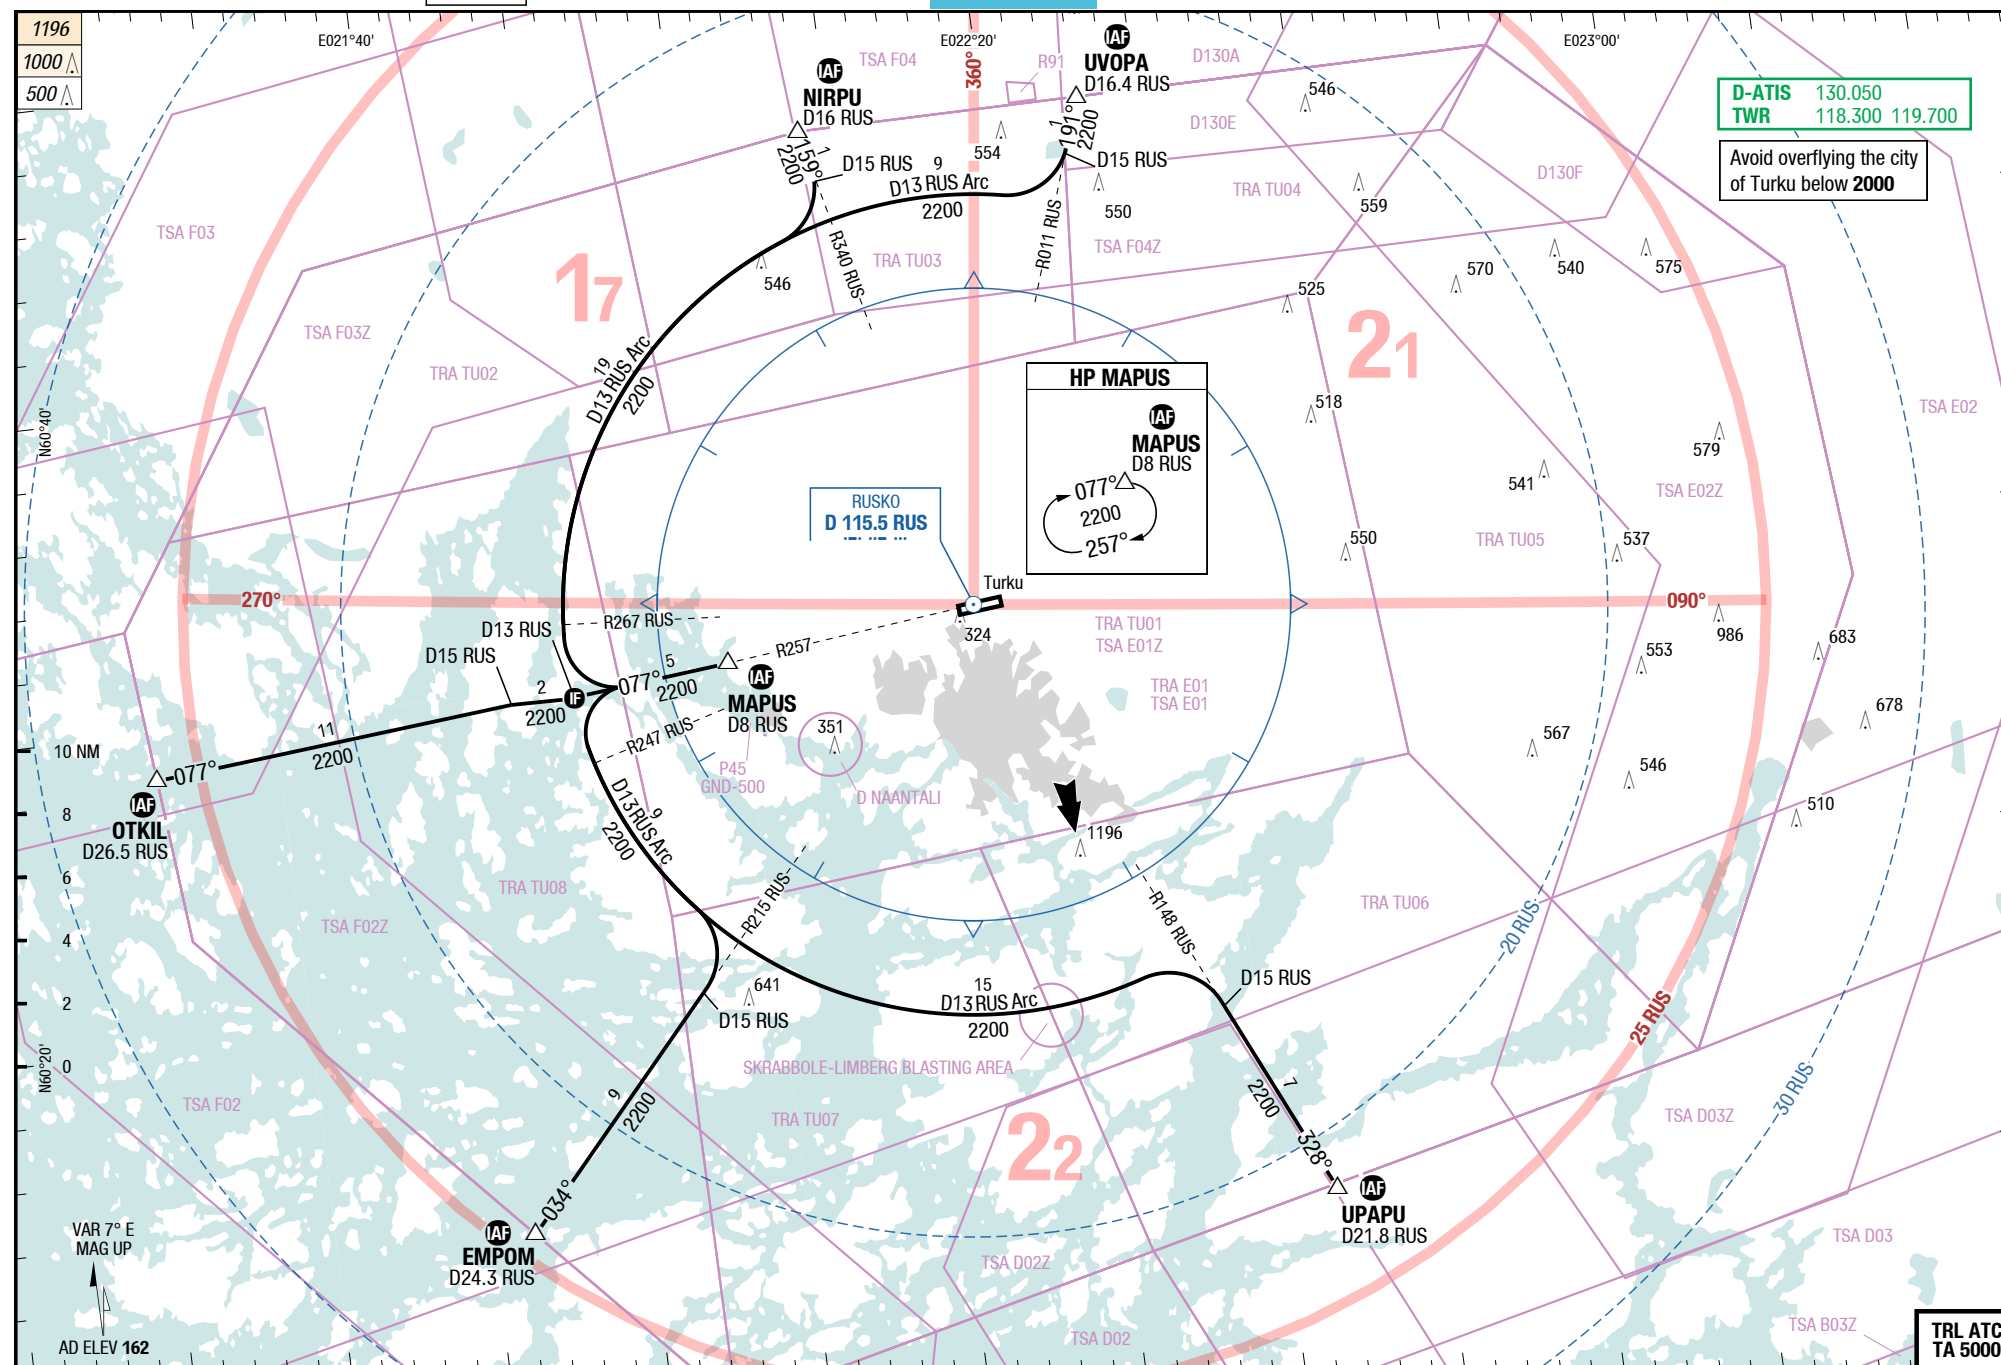 1196
1000
500
E021°40'
E022°20'
E023°00'
360°
IAF
NIRPU
D16 RUS
TSA F04
R91
IAF
UVOPA
D16.4 RUS
D130A
D130E
D130F
546
D-ATIS 130.050
TWR 118.300 119.700
Avoid overflying the city
of Turku below 2000
159°
1
2200
D15 RUS
9
D13 RUS Arc
2200
554
191°
1
2200
D15 RUS
550
TRA TU04
559
TSA F03
R340 RUS
TRA TU03
R011 RUS
TSA F04Z
546
17
570
540
575
525
21
TSA F03Z
TRA TU02
19
D13 RUS Arc
2200
N60°40'
HP MAPUS
IAF
MAPUS
D8 RUS
077°
2200
257°
518
579
541
TSA E02
TSA E02Z
RUSKO
D 115.5 RUS
550
TRA TU05
537
Turku
270°
090°
R267 RUS
324
TRA TU01
TSA E01Z
986
683
553
D13 RUS
D15 RUS
R257
2
2200
IF
077°
5
2200
IAF
MAPUS
D8 RUS
TRA E01
TSA E01
678
R247 RUS
351
567
546
510
11
2200
077°
IAF
OTKIL
D26.5 RUS
P45
GND-500
D NAANTALI
10 NM
8
6
4
2
0
1196
9
D13 RUS Arc
2200
TRA TU08
TSA F02Z
R215 RUS
R148 RUS
TRA TU06
20 RUS
641
D15 RUS
15
D13 RUS Arc
2200
D15 RUS
25 RUS
30 RUS
N60°20'
SKRABBOLE-LIMBERG BLASTING AREA
TSA F02
9
2200
034°
TRA TU07
22
7
2200
328°
TSA D03Z
IAF
UPAPU
D21.8 RUS
IAF
EMPOM
D24.3 RUS
VAR 7° E
MAG UP
AD ELEV 162
TSA D02Z
TSA D02
TSA D03
TSA B03Z
TRL ATC
TA 5000